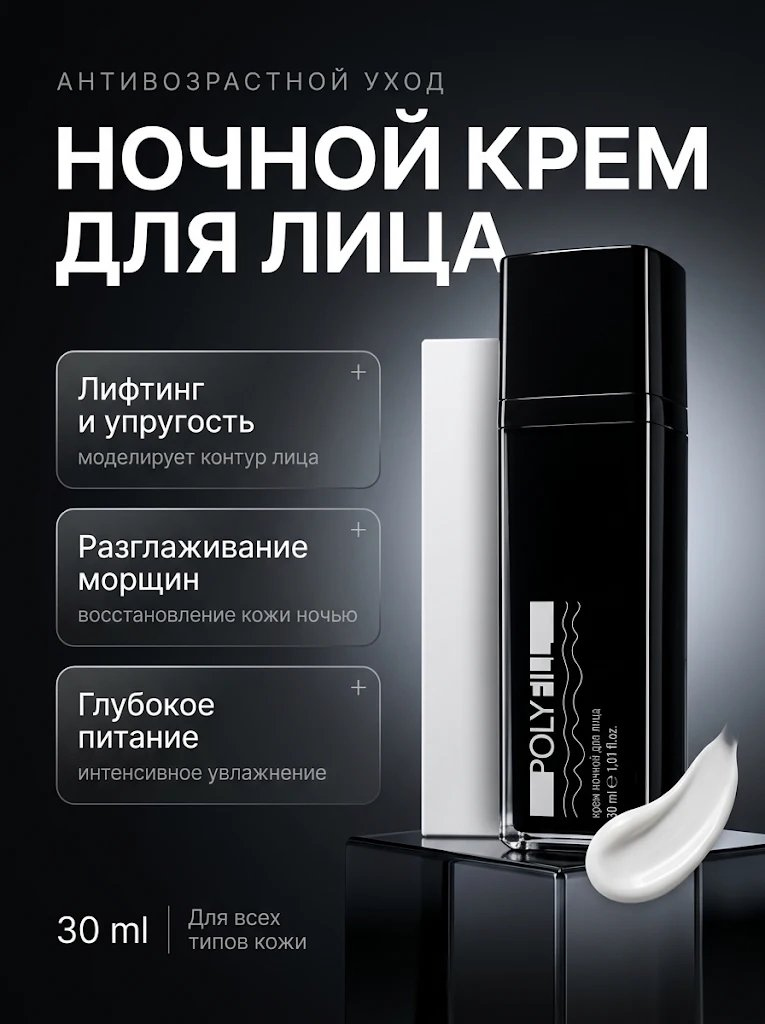 АНТИВОЗРАСТНОЙ УХОД
НОЧНОЙ КРЕМ
ДЛЯ ЛИЦА
Лифтинг
и упругость
моделирует контур лица
Разглаживание
морщин
восстановление кожи ночью
Глубокое
питание
интенсивное увлажнение
30 ml
Для всех
типов кожи
POLYFILL
крем ночной для лица
30 ml ℮ 1,01 fl.oz.